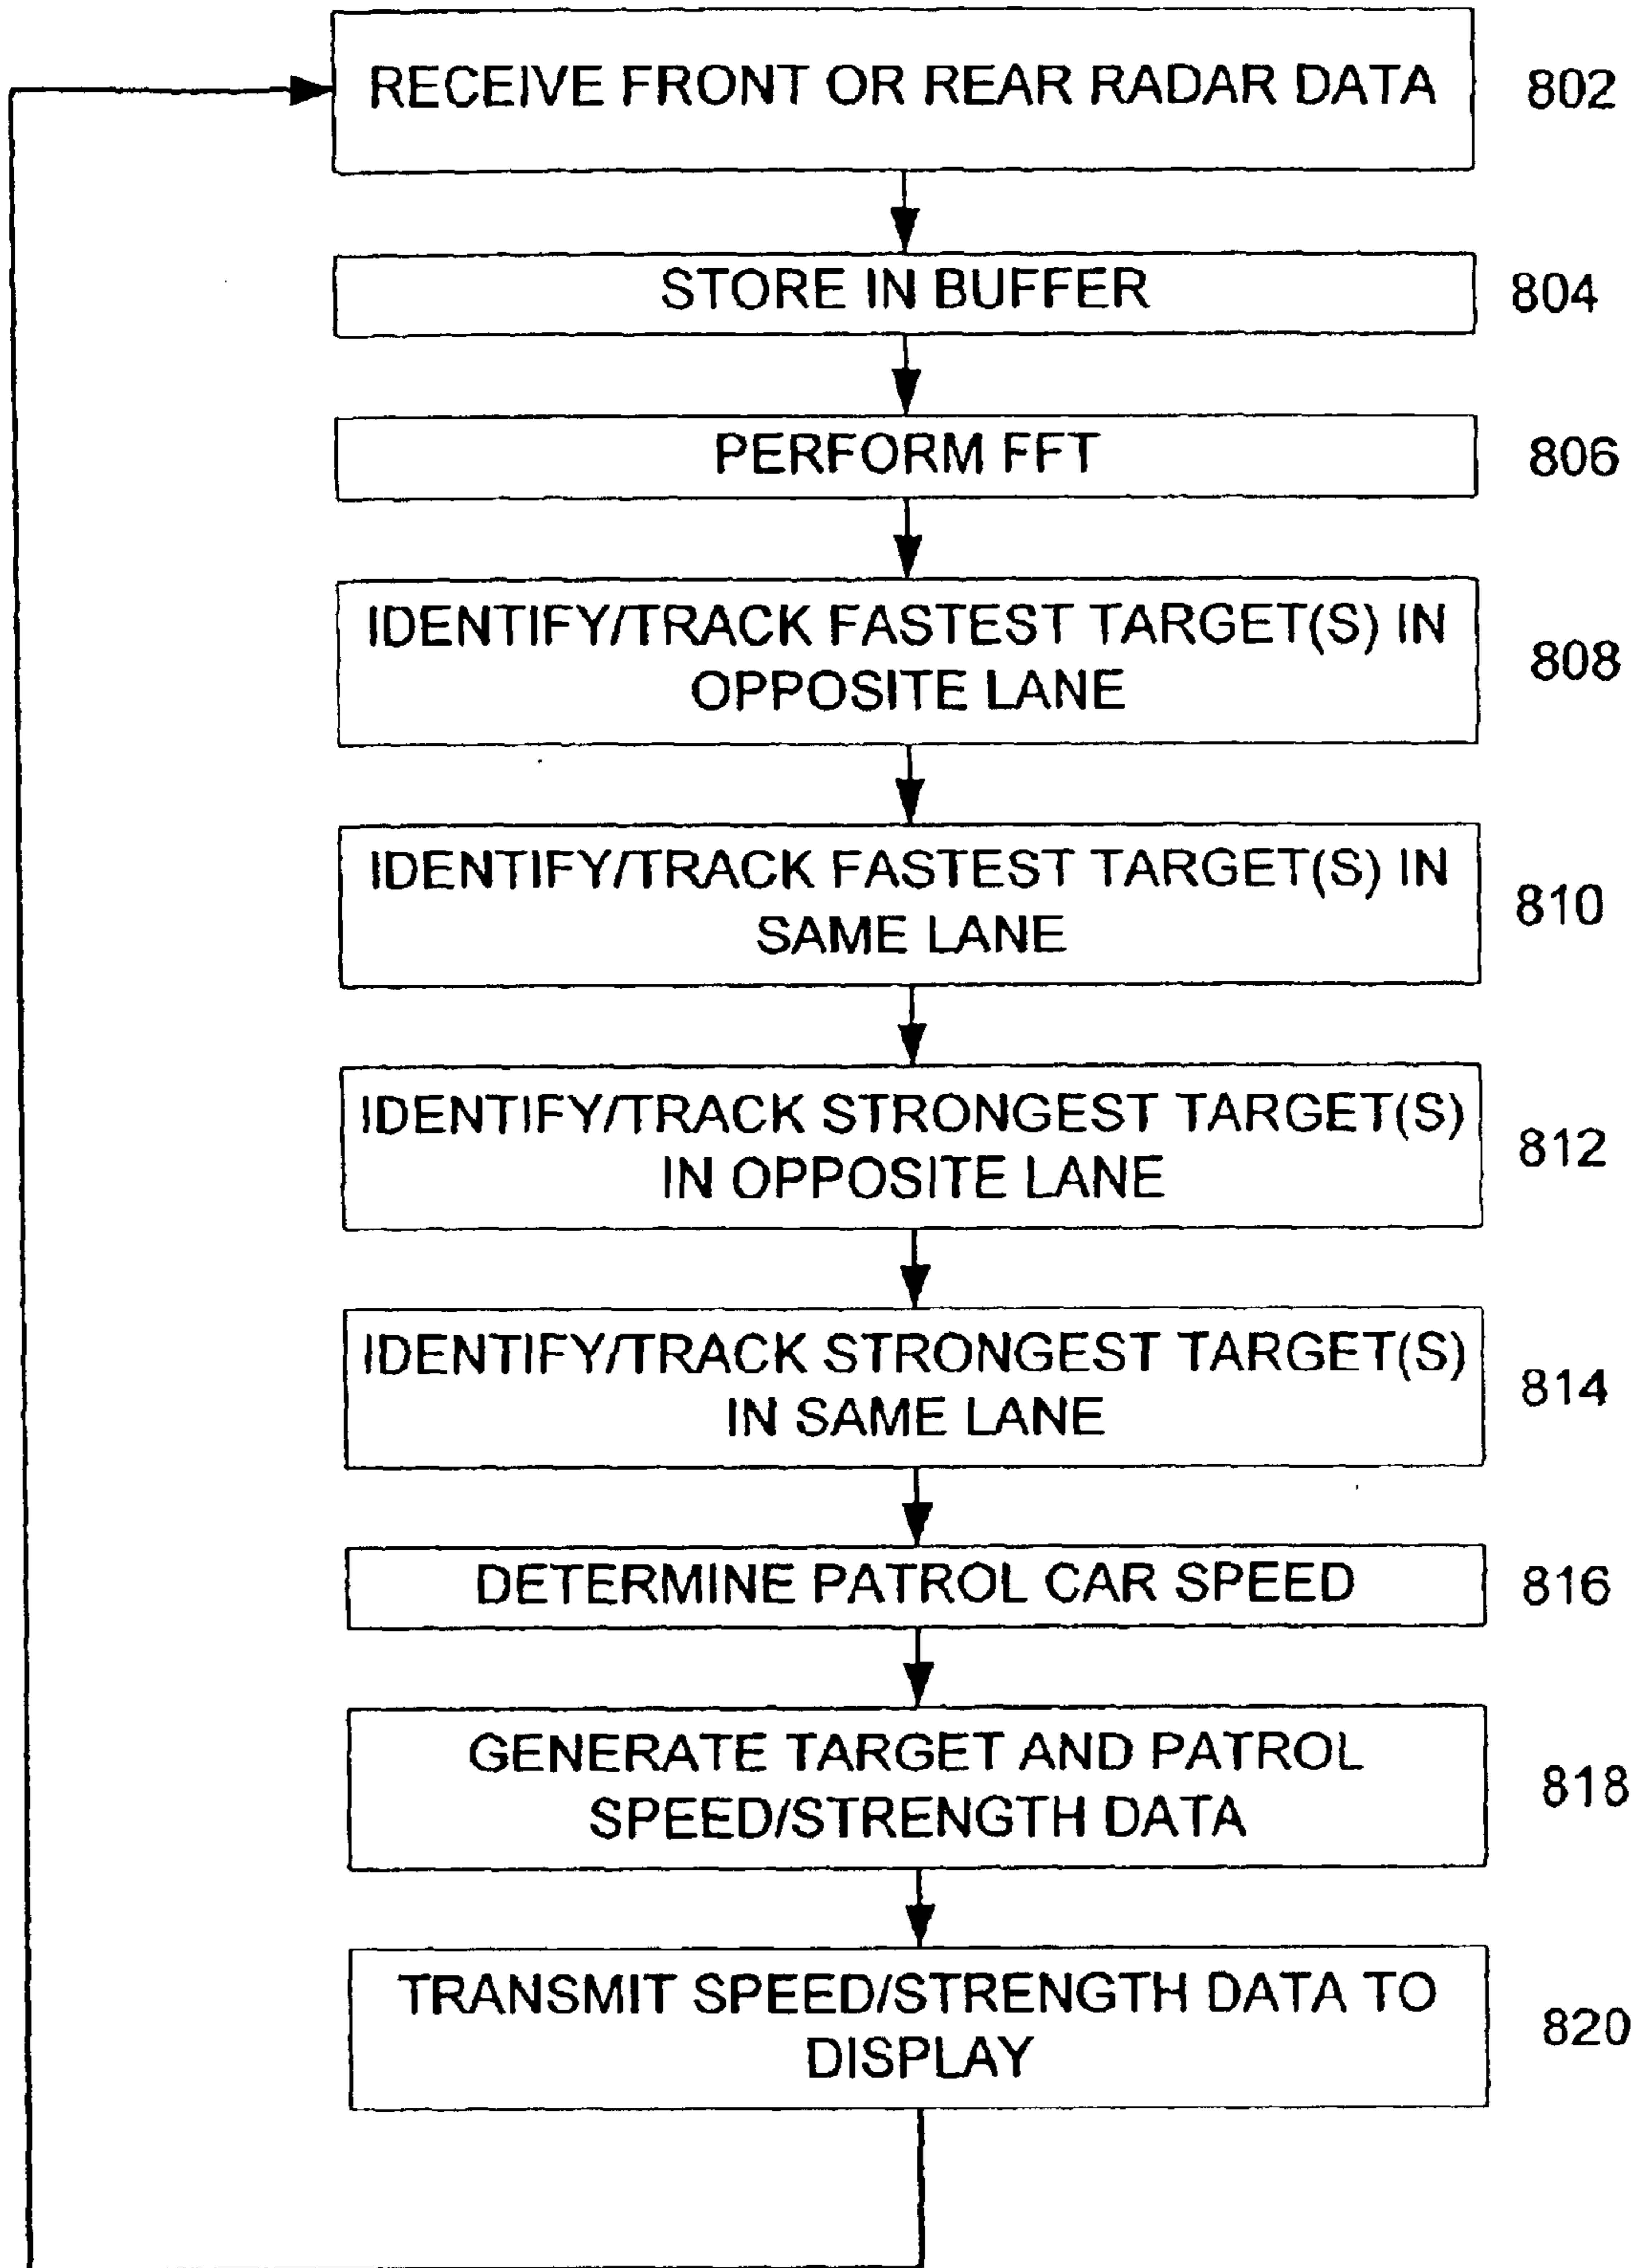 RECEIVE FRONT OR REAR RADAR DATA 802
STORE IN BUFFER 804
PERFORM FFT 806
IDENTIFY/TRACK FASTEST TARGET(S) IN
OPPOSITE LANE 808
IDENTIFY/TRACK FASTEST TARGET(S) IN
SAME LANE 810
IDENTIFY/TRACK STRONGEST TARGET(S)
IN OPPOSITE LANE 812
IDENTIFY/TRACK STRONGEST TARGET(S)
IN SAME LANE 814
DETERMINE PATROL CAR SPEED 816
GENERATE TARGET AND PATROL
SPEED/STRENGTH DATA 818
TRANSMIT SPEED/STRENGTH DATA TO
DISPLAY 820